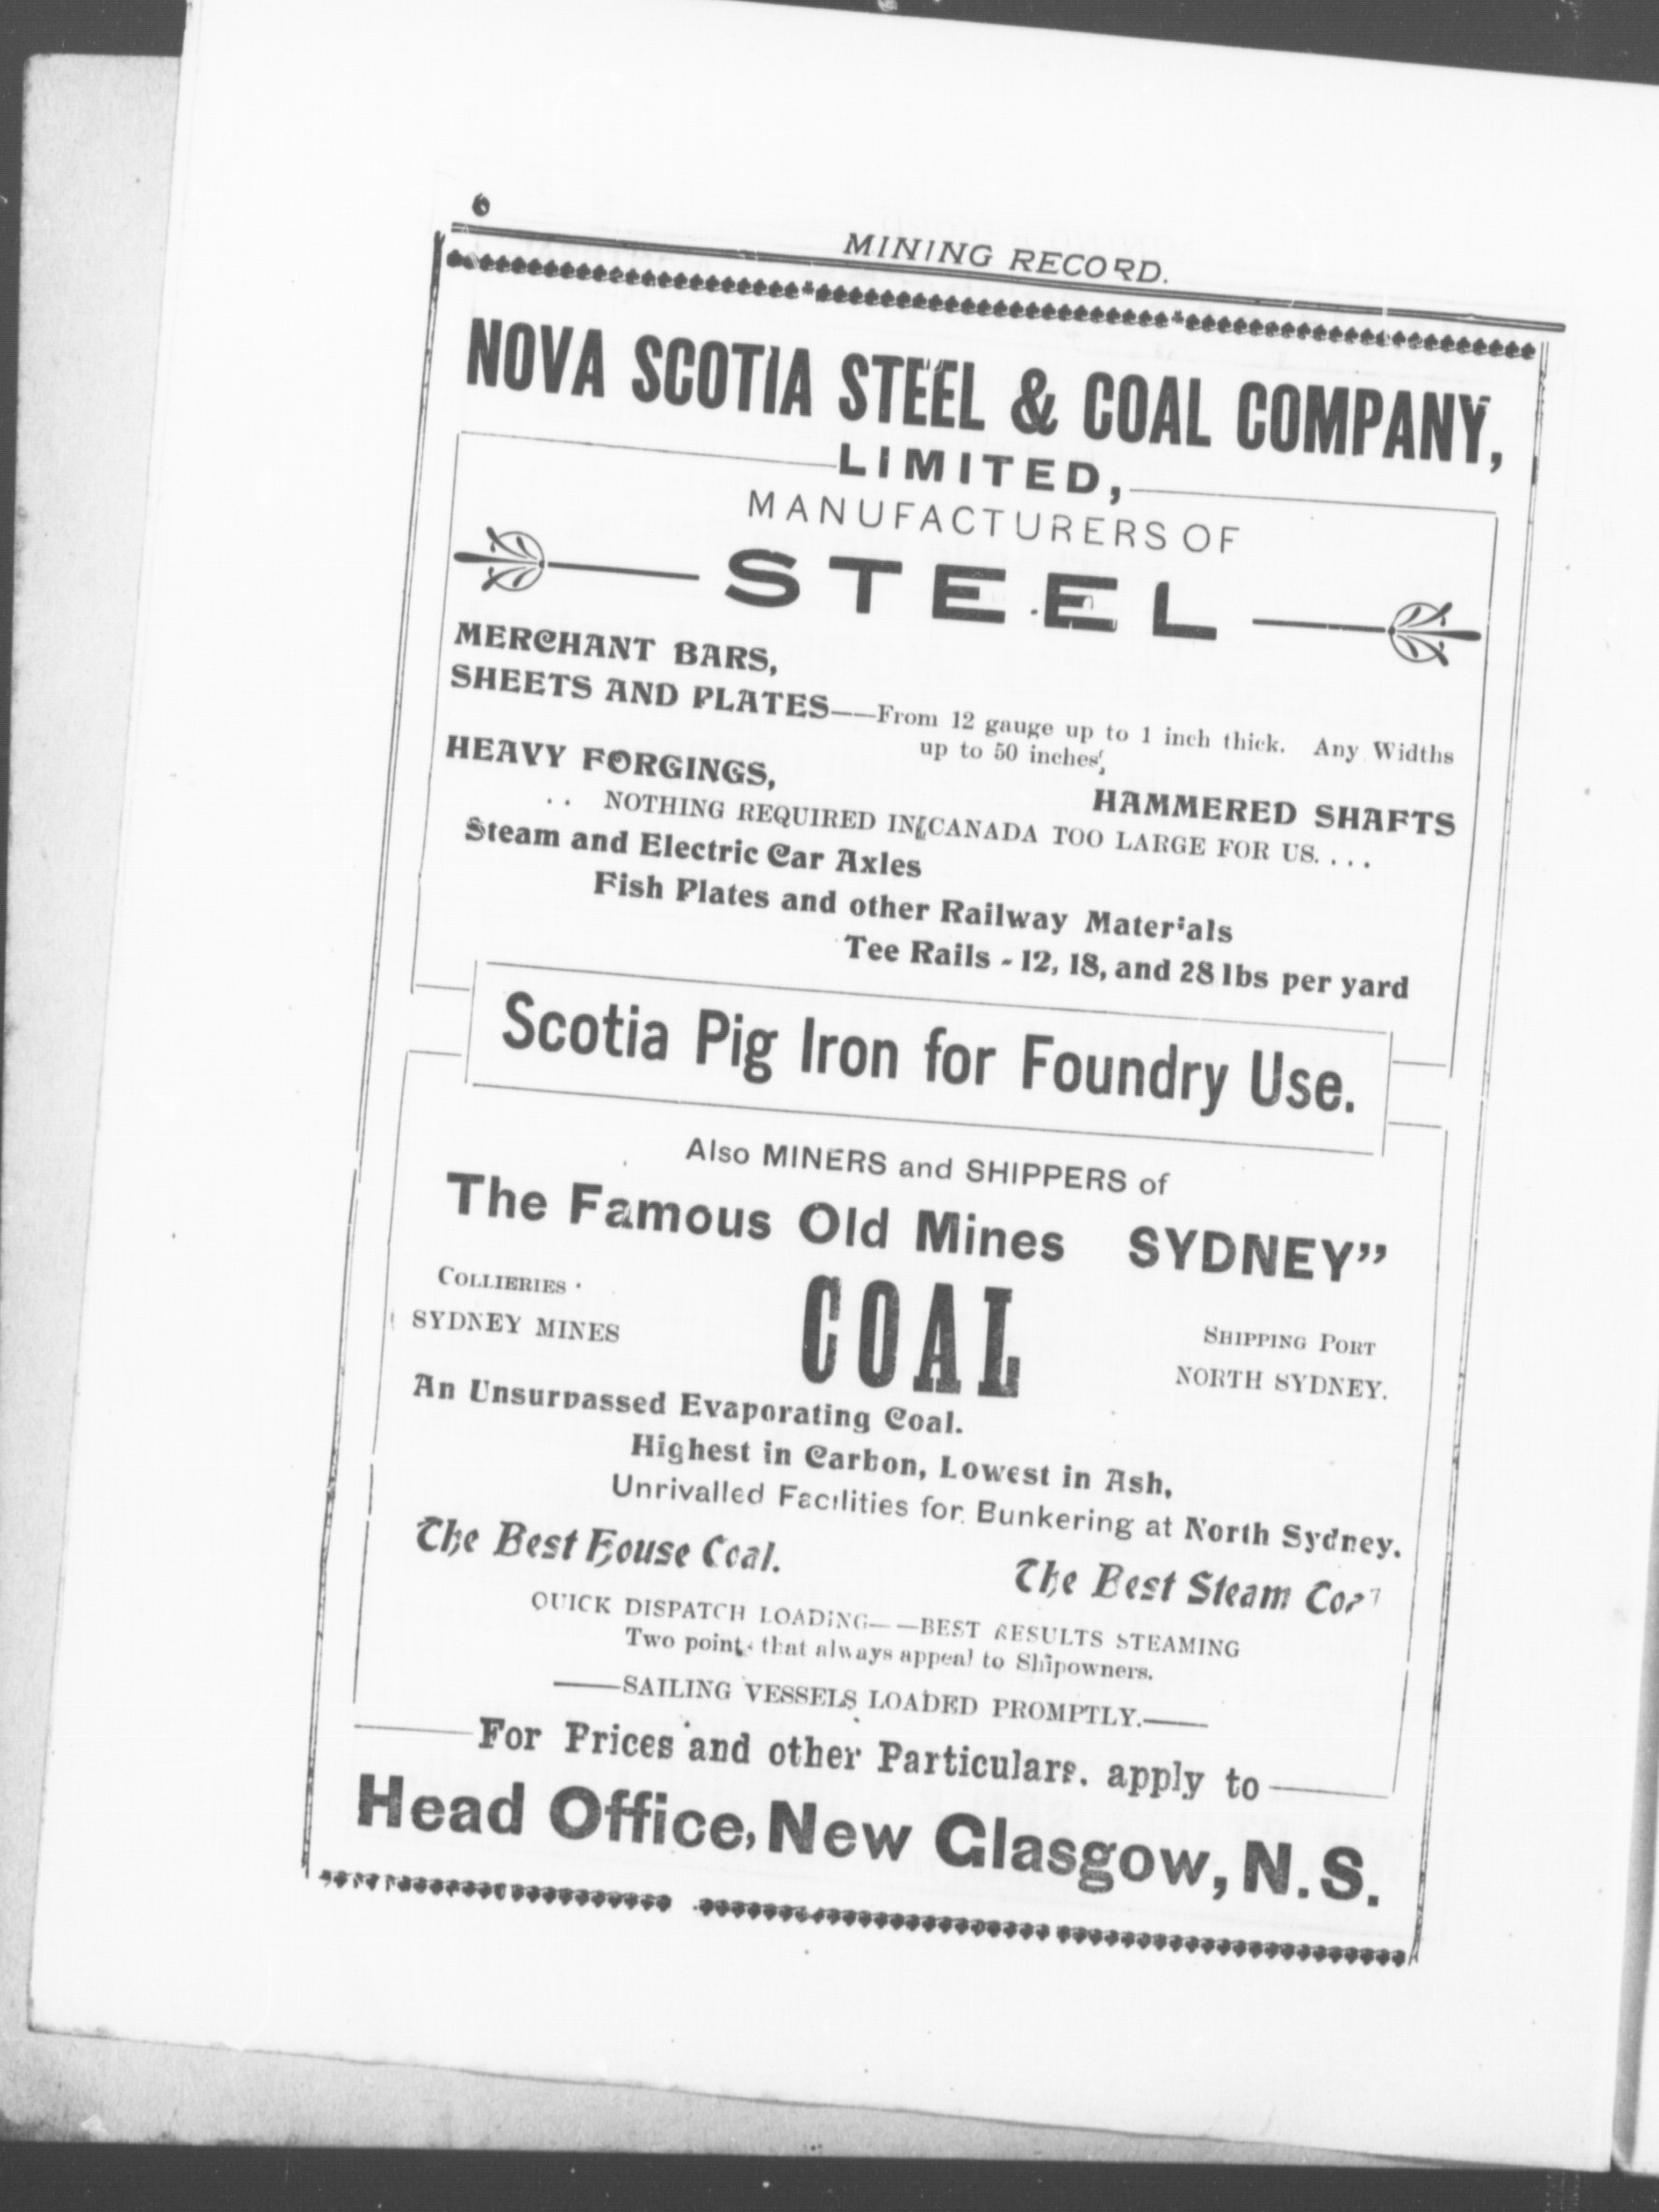 6
MINING RECORD.
NOVA SCOTIA STEEL & COAL COMPANY,
LIMITED,
MANUFACTURERS OF
STEEL
MERCHANT BARS,
SHEETS AND PLATES——From 12 gauge up to 1 inch thick. Any Widths
up to 50 inches,
HEAVY FORGINGS,
HAMMERED SHAFTS
.. NOTHING REQUIRED IN CANADA TOO LARGE FOR US....
Steam and Electric Car Axles
Fish Plates and other Railway Materials
Tee Rails - 12, 18, and 28 lbs per yard
Scotia Pig Iron for Foundry Use.
Also MINERS and SHIPPERS of
The Famous Old Mines SYDNEY”
COLLIERIES
SYDNEY MINES
COAL
SHIPPING PORT
NORTH SYDNEY.
An Unsurpassed Evaporating Coal.
Highest in Carbon, Lowest in Ash,
Unrivalled Facilities for Bunkering at North Sydney.
The Best House Coal.
The Best Steam Coal
QUICK DISPATCH LOADING——BEST RESULTS STEAMING
Two points that always appeal to Shipowners.
——SAILING VESSELS LOADED PROMPTLY.——
For Prices and other Particulars. apply to
Head Office, New Glasgow, N.S.